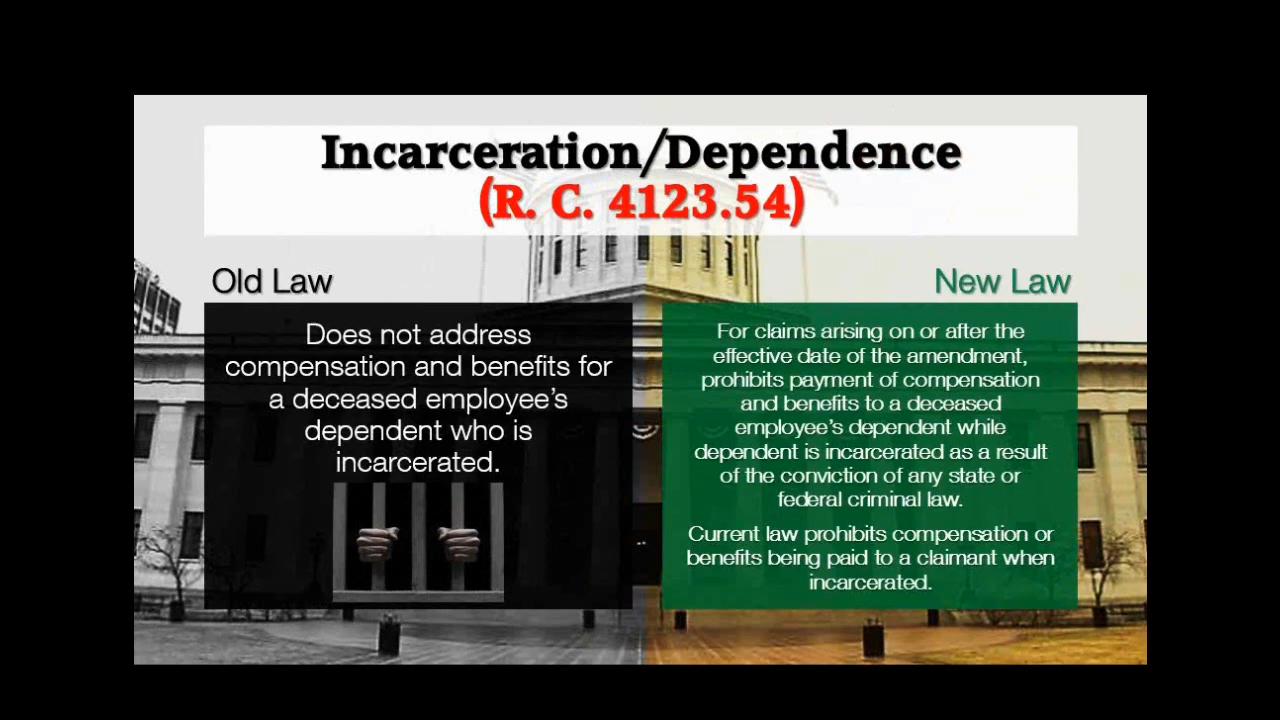 Incarceration/Dependence
(R. C. 4123.54)
Old Law
Does not address
compensation and benefits for
a deceased employee's
dependent who is
incarcerated.
New Law
For claims arising on or after the
effective date of the amendment,
prohibits payment of compensation
and benefits to a deceased
employee's dependent while
dependent is incarcerated as a result
of the conviction of any state or
federal criminal law.
Current law prohibits compensation or
benefits being paid to a claimant when
incarcerated.